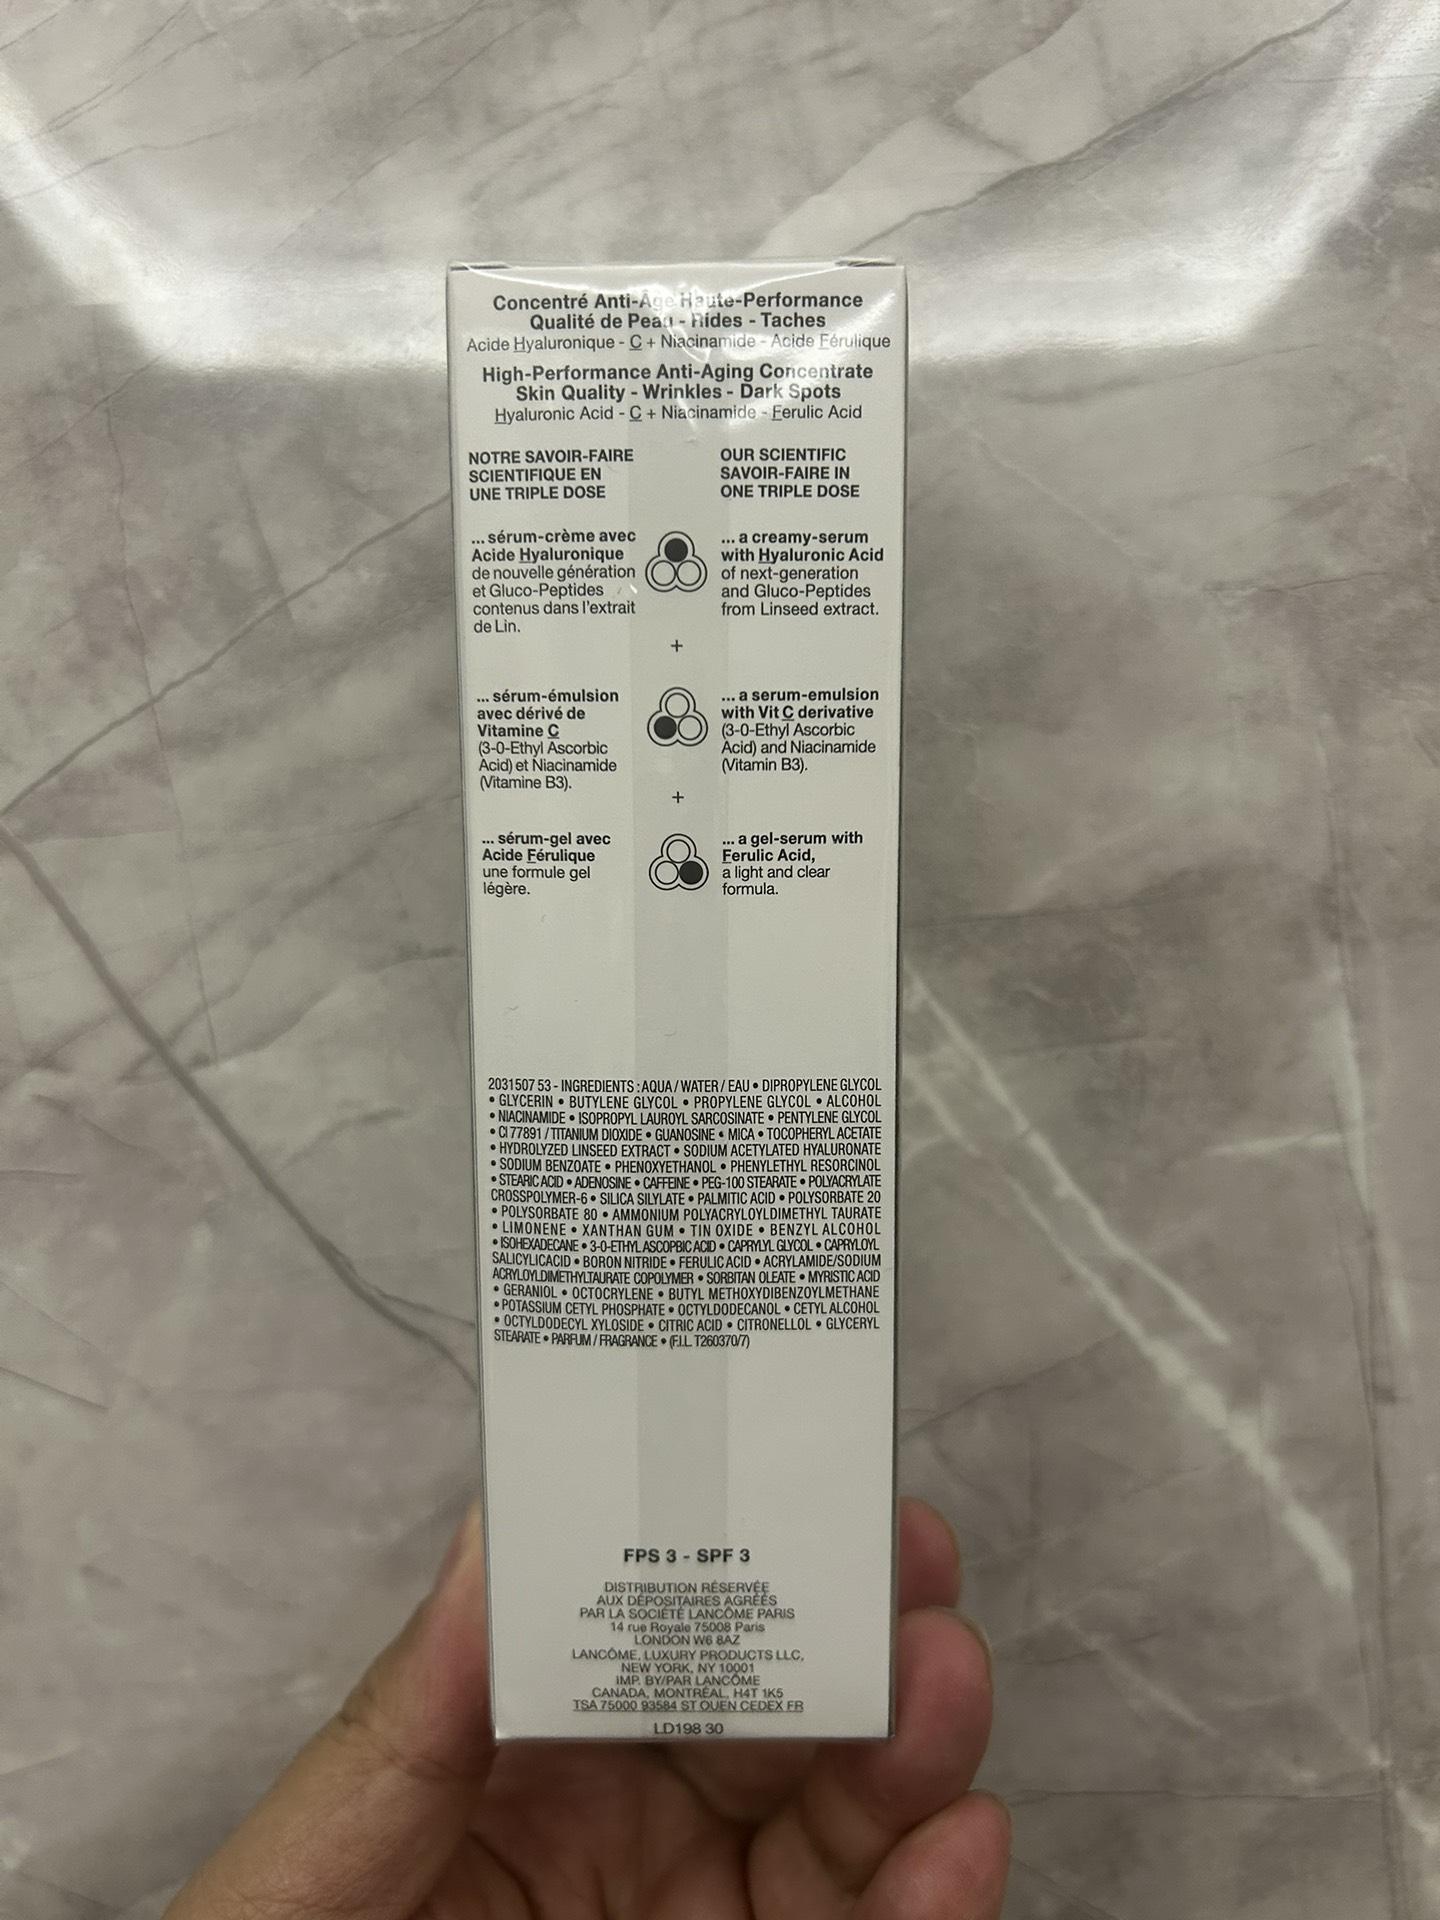 Concentré Anti-Âge Haute-Performance
Qualité de Peau - Rides - Taches
Acide Hyaluronique - C + Niacinamide - Acide Férulique
High-Performance Anti-Aging Concentrate
Skin Quality - Wrinkles - Dark Spots
Hyaluronic Acid - C + Niacinamide - Ferulic Acid
NOTRE SAVOIR-FAIRE
SCIENTIFIQUE EN
UNE TRIPLE DOSE
OUR SCIENTIFIC
SAVOIR-FAIRE IN
ONE TRIPLE DOSE
... sérum-crème avec
Acide Hyaluronique
de nouvelle génération
et Gluco-Peptides
contenus dans l'extrait
de Lin.
... a creamy-serum
with Hyaluronic Acid
of next-generation
and Gluco-Peptides
from Linseed extract.
+
... sérum-émulsion
avec dérivé de
Vitamine C
(3-0-Ethyl Ascorbic
Acid) et Niacinamide
(Vitamine B3).
... a serum-emulsion
with Vit C derivative
(3-0-Ethyl Ascorbic
Acid) and Niacinamide
(Vitamin B3).
+
... sérum-gel avec
Acide Férulique
une formule gel
légère.
... a gel-serum with
Ferulic Acid,
a light and clear
formula.
2031507 53 - INGREDIENTS : AQUA / WATER / EAU • DIPROPYLENE GLYCOL
• GLYCERIN • BUTYLENE GLYCOL • PROPYLENE GLYCOL • ALCOHOL
• NIACINAMIDE • ISOPROPYL LAUROYL SARCOSINATE • PENTYLENE GLYCOL
• CI 77891 / TITANIUM DIOXIDE • GUANOSINE • MICA • TOCOPHERYL ACETATE
• HYDROLYZED LINSEED EXTRACT • SODIUM ACETYLATED HYALURONATE
• SODIUM BENZOATE • PHENOXYETHANOL • PHENYLETHYL RESORCINOL
• STEARIC ACID • ADENOSINE • CAFFEINE • PEG-100 STEARATE • POLYACRYLATE
CROSSPOLYMER-6 • SILICA SILYLATE • PALMITIC ACID • POLYSORBATE 20
• POLYSORBATE 80 • AMMONIUM POLYACRYLOYLDIMETHYL TAURATE
• LIMONENE • XANTHAN GUM • TIN OXIDE • BENZYL ALCOHOL
• ISOHEXADECANE • 3-O-ETHYL ASCORBIC ACID • CAPRYLYL GLYCOL • CAPRYLOYL
SALICYLIC ACID • BORON NITRIDE • FERULIC ACID • ACRYLAMIDE/SODIUM
ACRYLOYLDIMETHYLTAURATE COPOLYMER • SORBITAN OLEATE • MYRISTIC ACID
• GERANIOL • OCTOCRYLENE • BUTYL METHOXYDIBENZOYLMETHANE
• POTASSIUM CETYL PHOSPHATE • OCTYLDODECANOL • CETYL ALCOHOL
• OCTYLDODECYL XYLOSIDE • CITRIC ACID • CITRONELLOL • GLYCERYL
STEARATE • PARFUM / FRAGRANCE • (F.I.L. T260370/7)
FPS 3 - SPF 3
DISTRIBUTION RÉSERVÉE
AUX DÉPOSITAIRES AGRÉÉS
PAR LA SOCIÉTÉ LANCÔME PARIS
14 rue Royale 75008 Paris
LONDON W6 8AZ
LANCÔME, LUXURY PRODUCTS LLC,
NEW YORK, NY 10001
IMP. BY/PAR LANCÔME
CANADA, MONTRÉAL, H4T 1K5
TSA 75000 93584 ST OUEN CEDEX FR
LD198 30